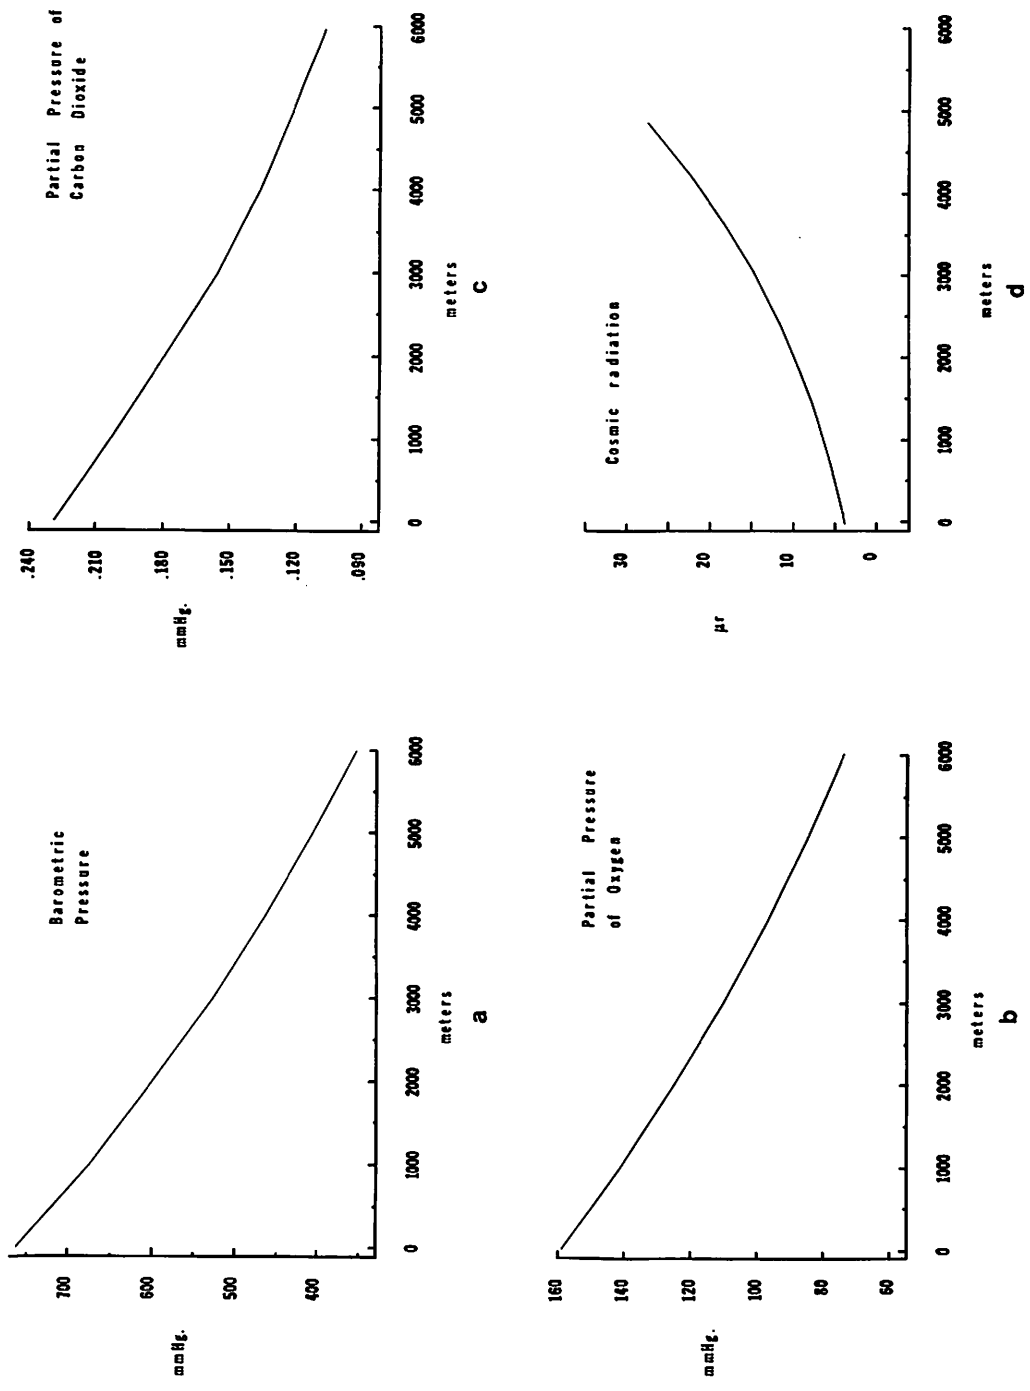 Barometric
Pressure
mmHg.
700
600
500
400
0
1000
2000
3000
4000
5000
6000
meters
a
Partial Pressure
of Oxygen
mmHg.
160
140
120
100
80
60
0
1000
2000
3000
4000
5000
6000
meters
b
Partial Pressure of
Carbon Dioxide
mmHg.
.240
.210
.180
.150
.120
.090
0
1000
2000
3000
4000
5000
6000
meters
c
Cosmic radiation
µr
30
20
10
0
0
1000
2000
3000
4000
5000
6000
meters
d